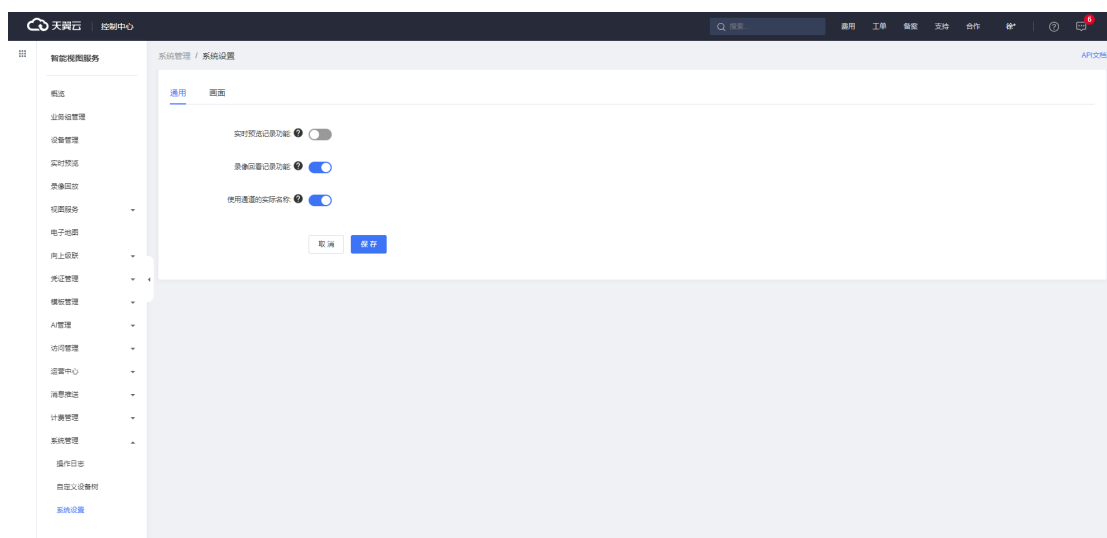 天翼云 控制中心 搜索... 费用 工单 备案 支持 合作 徐* 6
智能视图服务 系统管理 / 系统设置 API文档
概览
业务组管理
设备管理
实时预览
录像回放
视图服务
电子地图
向上级联
凭证管理
模板管理
AI管理
访问管理
运营中心
消息推送
计费管理
系统管理
操作日志
自定义设备树
系统设置
通用 画面
实时预览记录功能:
录像回看记录功能:
使用通道的实际名称:
取消 保存